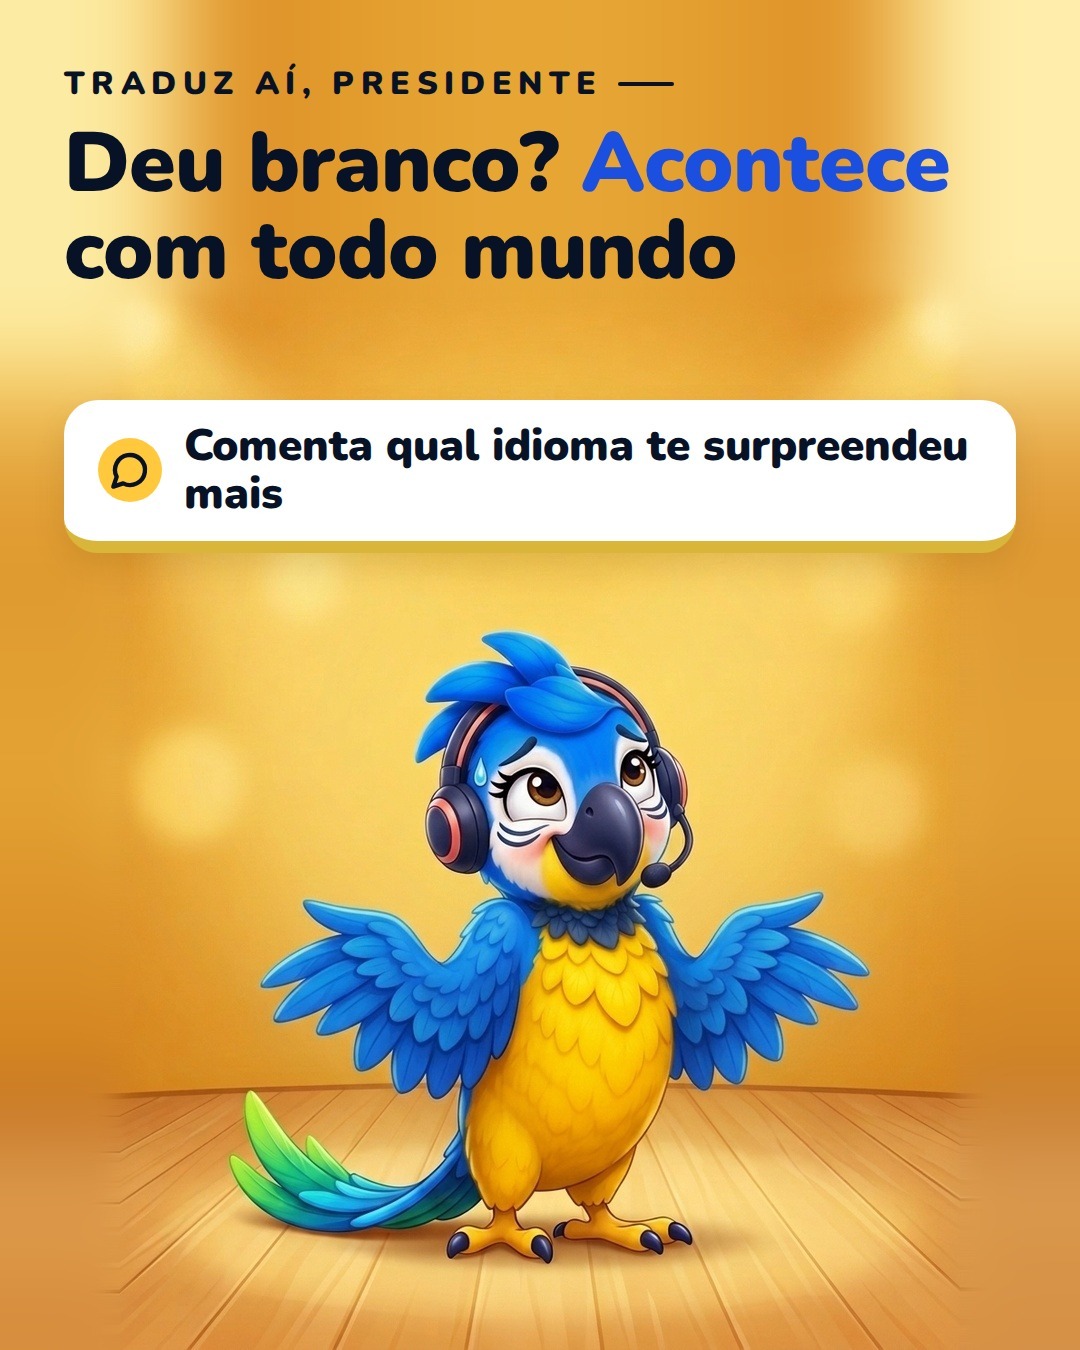 TRADUZ AÍ, PRESIDENTE —
Deu branco? Acontece
com todo mundo
Comenta qual idioma te surpreendeu
mais